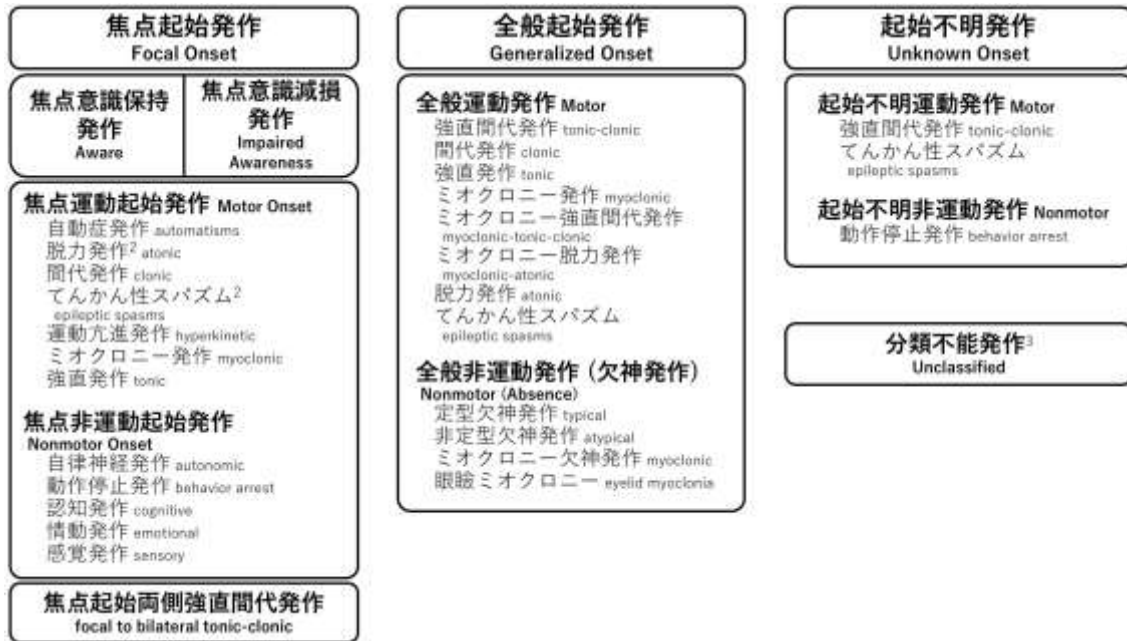 焦点起始発作
Focal Onset
焦点意識保持
発作
Aware
焦点意識減損
発作
Impaired
Awareness
焦点運動起始発作 Motor Onset
自動症発作 automatisms
脱力発作2 atonic
間代発作 clonic
てんかん性スパズム2
epileptic spasms
運動亢進発作 hyperkinetic
ミオクロニー発作 myoclonic
強直発作 tonic
焦点非運動起始発作
Nonmotor Onset
自律神経発作 autonomic
動作停止発作 behavior arrest
認知発作 cognitive
情動発作 emotional
感覚発作 sensory
焦点起始両側強直間代発作
focal to bilateral tonic-clonic
全般起始発作
Generalized Onset
全般運動発作 Motor
強直間代発作 tonic-clonic
間代発作 clonic
強直発作 tonic
ミオクロニー発作 myoclonic
ミオクロニー強直間代発作
myoclonic-tonic-clonic
ミオクロニー脱力発作
myoclonic-atonic
脱力発作 atonic
てんかん性スパズム
epileptic spasms
全般非運動発作 (欠神発作)
Nonmotor (Absence)
定型欠神発作 typical
非定型欠神発作 atypical
ミオクロニー欠神発作 myoclonic
眼瞼ミオクロニー eyelid myoclonia
起始不明発作
Unknown Onset
起始不明運動発作 Motor
強直間代発作 tonic-clonic
てんかん性スパズム
epileptic spasms
起始不明非運動発作 Nonmotor
動作停止発作 behavior arrest
分類不能発作3
Unclassified